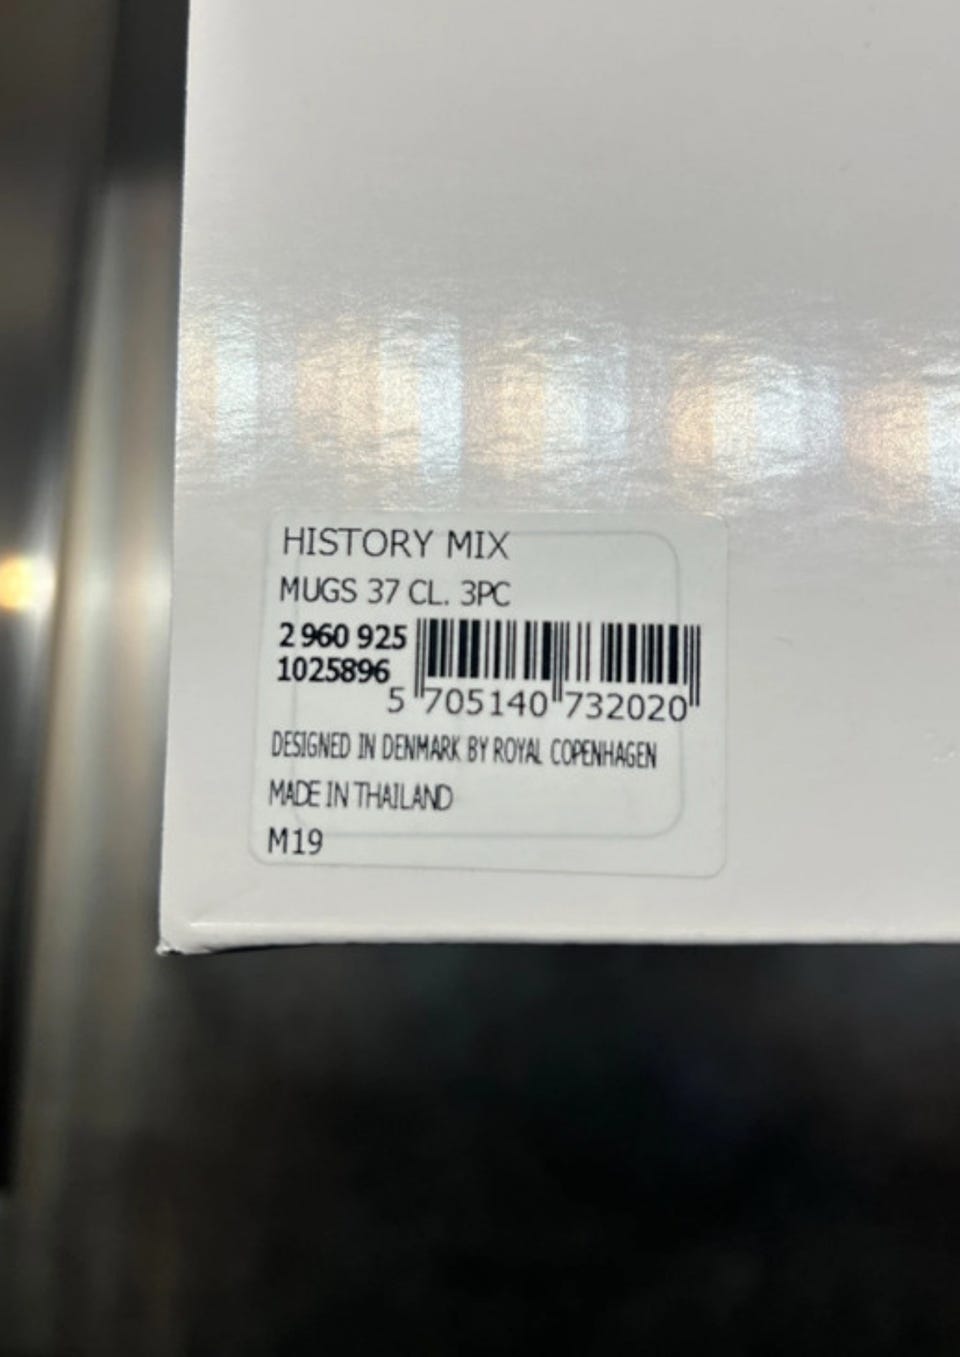 HISTORY MIX
MUGS 37 CL. 3PC
2 960 925
1025896
5 705140 732020
DESIGNED IN DENMARK BY ROYAL COPENHAGEN
MADE IN THAILAND
M19